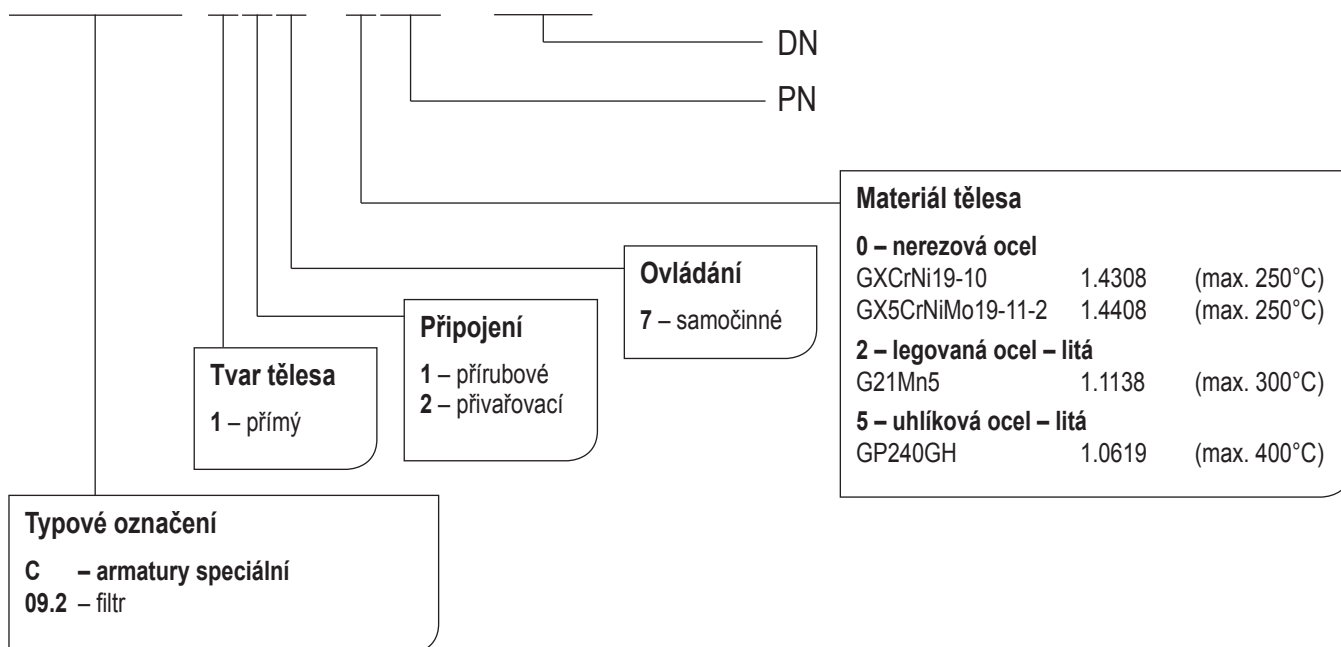 DN
PN
Materiál tělesa
0 – nerezová ocel
GXCrNi19-10 1.4308 (max. 250°C)
GX5CrNiMo19-11-2 1.4408 (max. 250°C)
2 – legovaná ocel – litá
G21Mn5 1.1138 (max. 300°C)
5 – uhlíková ocel – litá
GP240GH 1.0619 (max. 400°C)
Ovládání
7 – samočinné
Připojení
1 – přírubové
2 – přivařovací
Tvar tělesa
1 – přímý
Typové označení
C – armatury speciální
09.2 – filtr